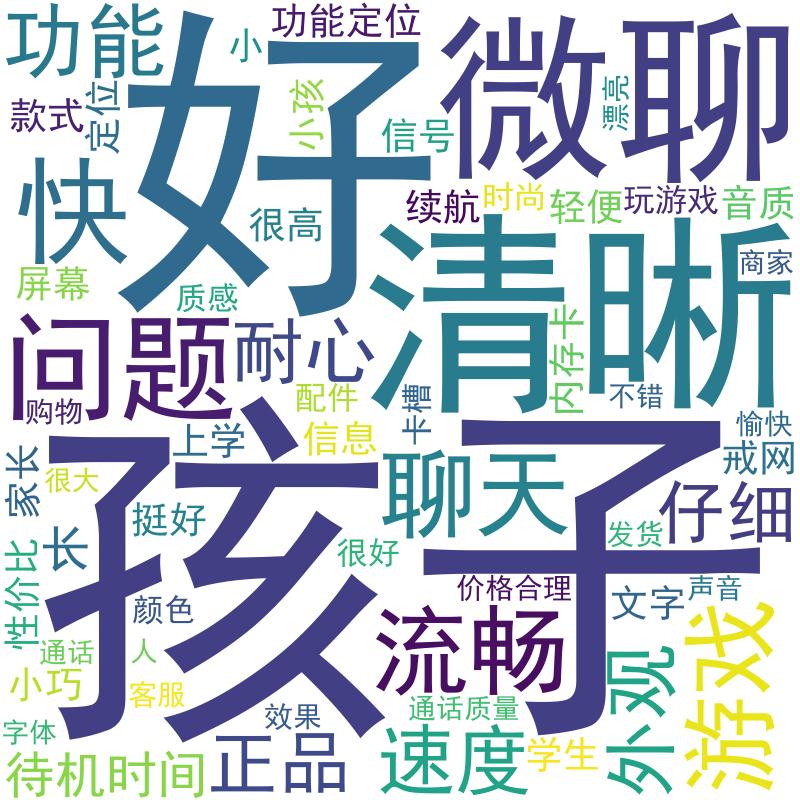 功能
小
功能定位
好
微聊
款式
定位
小孩
信号
漂亮
快
很高
续航
时尚
轻便
玩游戏
音质
清晰
商家
屏幕
质感
问题
耐心
内存卡
购物
配件
卡槽
不错
愉快
孩子
上学
信息
聊天
戒网
家长
很大
仔细
挺好
长
很好
发货
性价比
颜色
价格合理
文字
声音
流畅
游戏
通话
人
外观
小巧
客服
效果
通话质量
字体
待机时间
正品
速度
学生